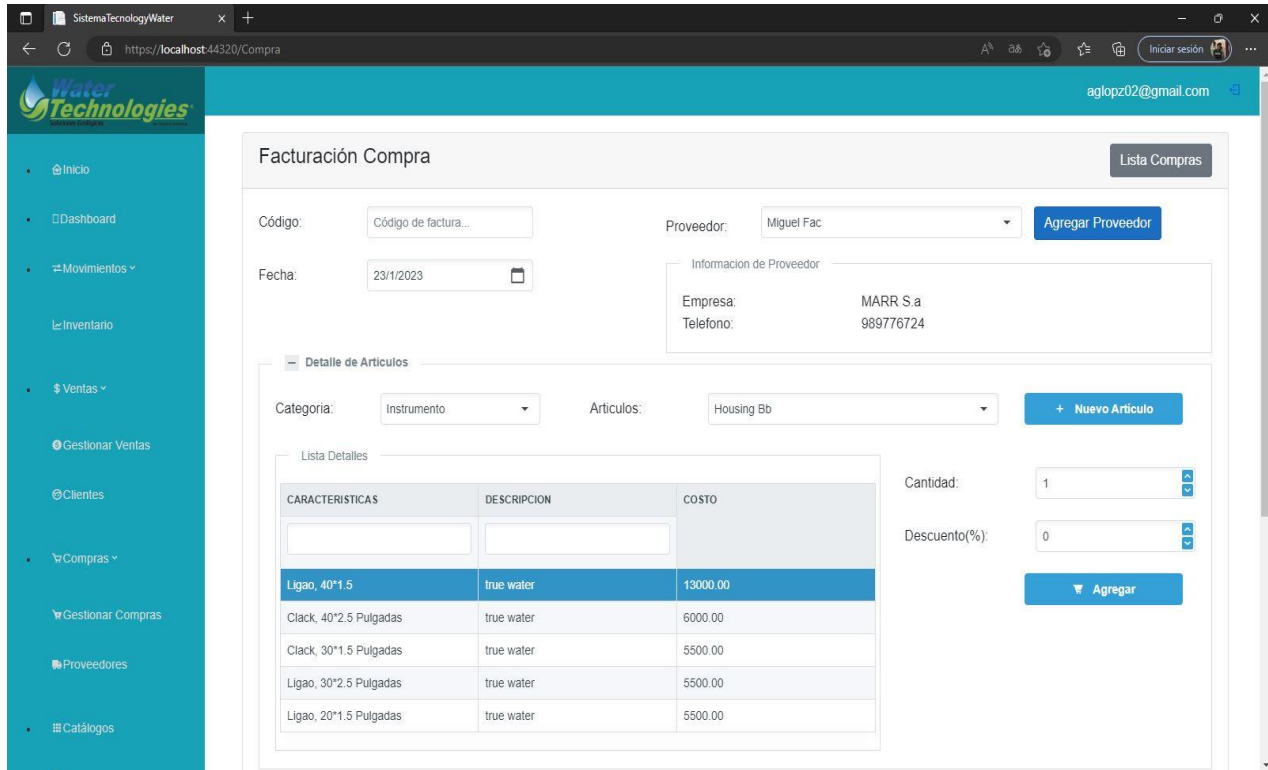 SistemaTecnologyWater
https://localhost:44320/Compra
Iniciar sesión
Water
Technologies
aglopz02@gmail.com
Inicio
Dashboard
Movimientos
Inventario
$ Ventas
Gestionar Ventas
Clientes
Compras
Gestionar Compras
Proveedores
Catálogos
Facturación Compra
Lista Compras
Código:
Código de factura...
Proveedor:
Miguel Fac
Agregar Proveedor
Fecha:
23/1/2023
Informacion de Proveedor
Empresa:
MARR S.a
Telefono:
989776724
Detalle de Articulos
Categoria:
Instrumento
Articulos:
Housing Bb
+ Nuevo Articulo
Lista Detalles
CARACTERISTICAS DESCRIPCION COSTO
Ligao, 40*1.5 true water 13000.00
Clack, 40*2.5 Pulgadas true water 6000.00
Clack, 30*1.5 Pulgadas true water 5500.00
Ligao, 30*2.5 Pulgadas true water 5500.00
Ligao, 20*1.5 Pulgadas true water 5500.00
Cantidad:
1
Descuento(%):
0
Agregar